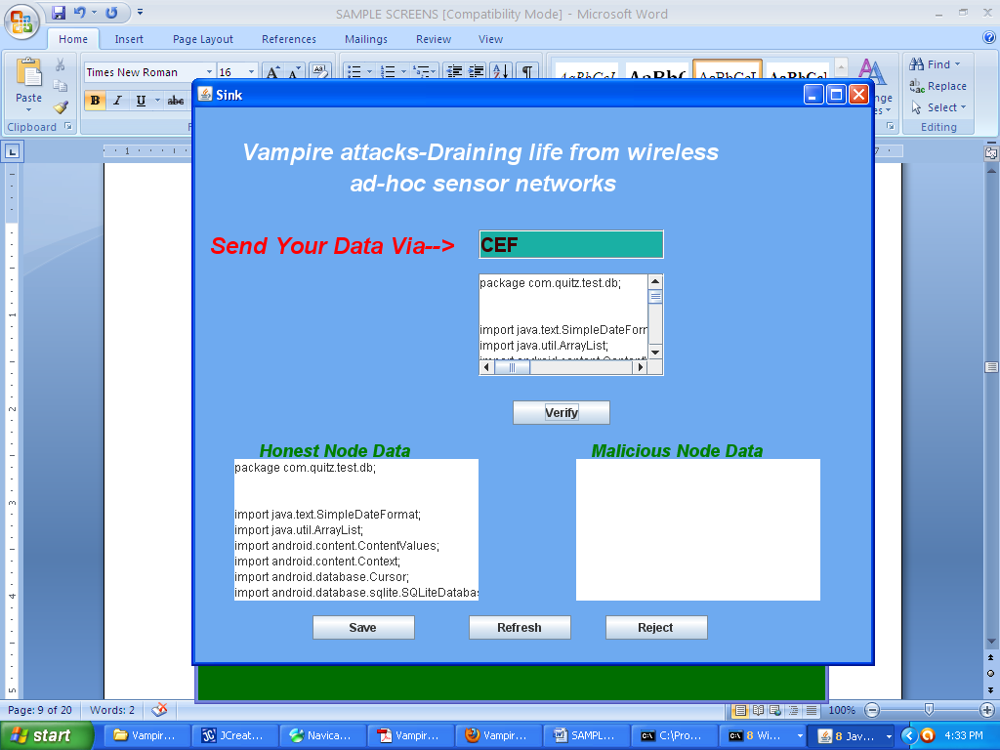 SAMPLE SCREENS [Compatibility Mode] - Microsoft Word
Home Insert Page Layout References Mailings Review View
Times New Roman 16
Paste
B I U abc
Clipboard
Find
Replace
Select
Editing
Sink
Vampire attacks-Draining life from wireless
ad-hoc sensor networks
Send Your Data Via--> CEF
package com.quitz.test.db;
import java.text.SimpleDateForm
import java.util.ArrayList;
Verify
Honest Node Data Malicious Node Data
package com.quitz.test.db;
import java.text.SimpleDateFormat;
import java.util.ArrayList;
import android.content.ContentValues;
import android.content.Context;
import android.database.Cursor;
import android.database.sqlite.SQLiteDatabas
Save Refresh Reject
Page: 9 of 20 Words: 2 100%
start Vampir... JCreat... Navica... Vampir... Vampir... SAMPL... C:\Pro... 8 Wi... 8 Jav... 4:33 PM